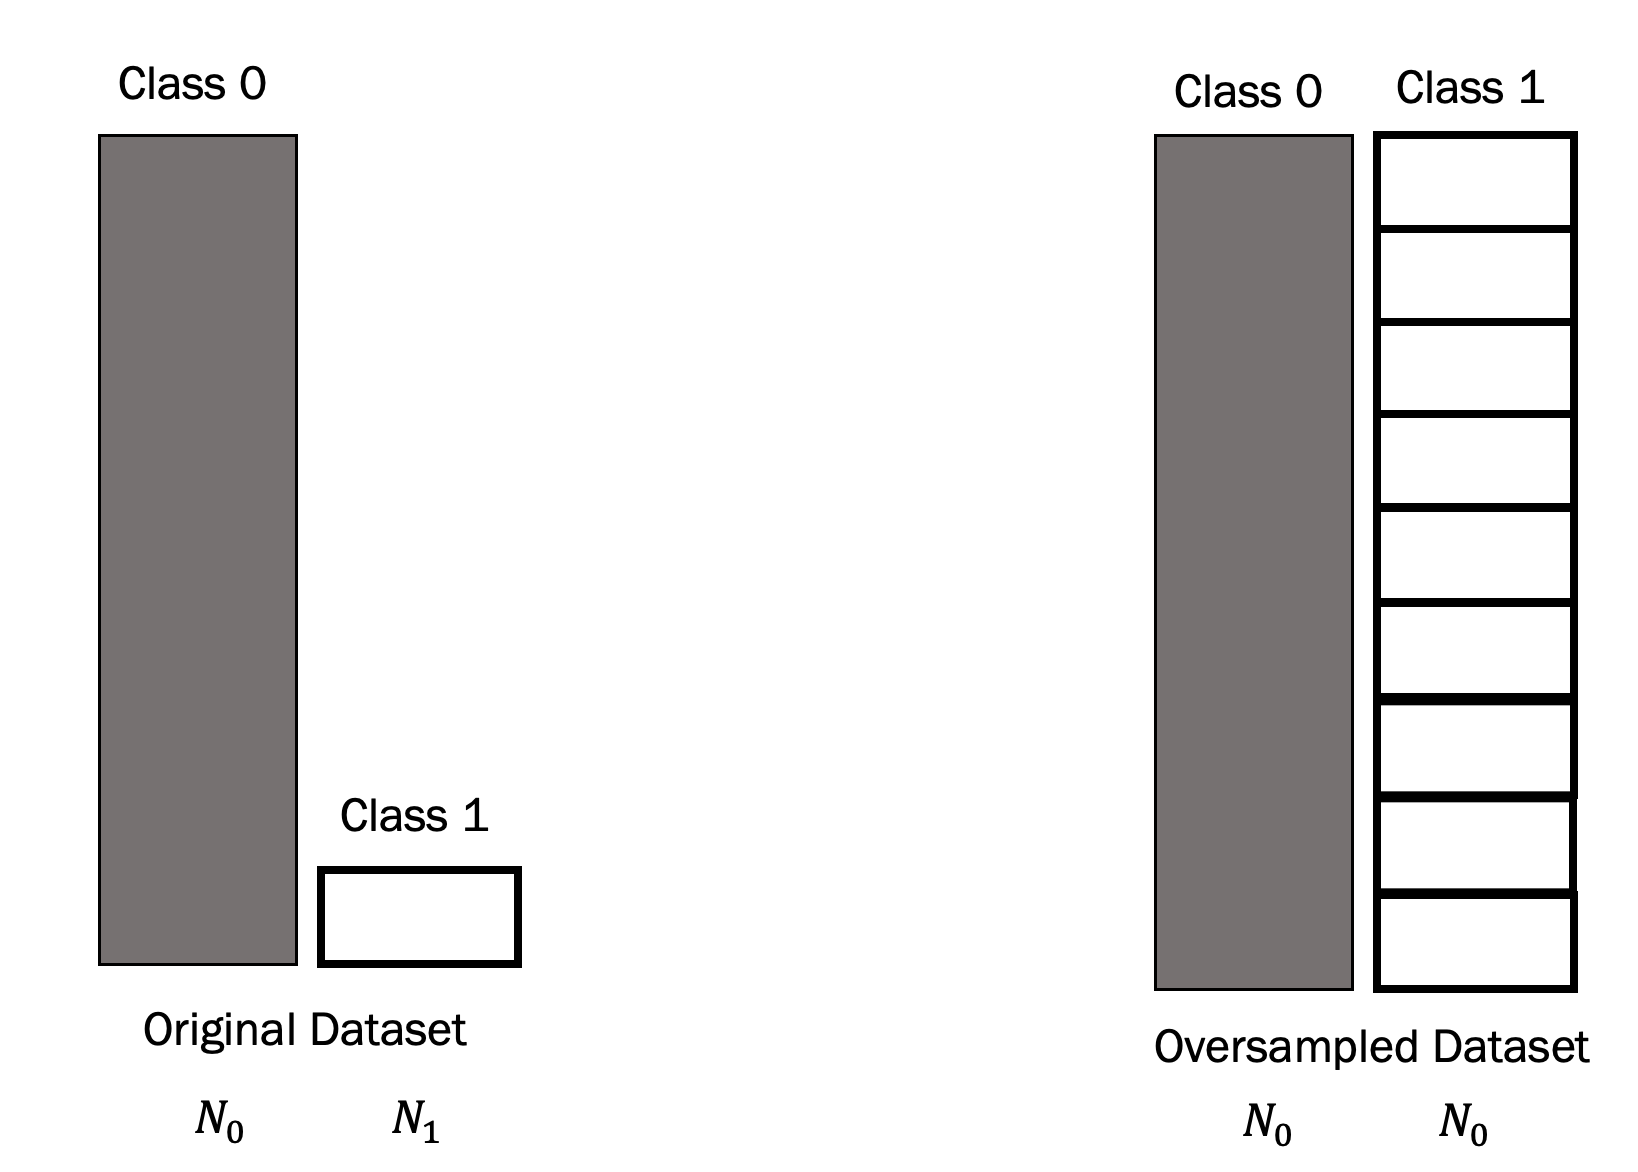 Class 0
Class 1
Original Dataset
N₀ N₁
Class 0 Class 1
Oversampled Dataset
N₀ N₀